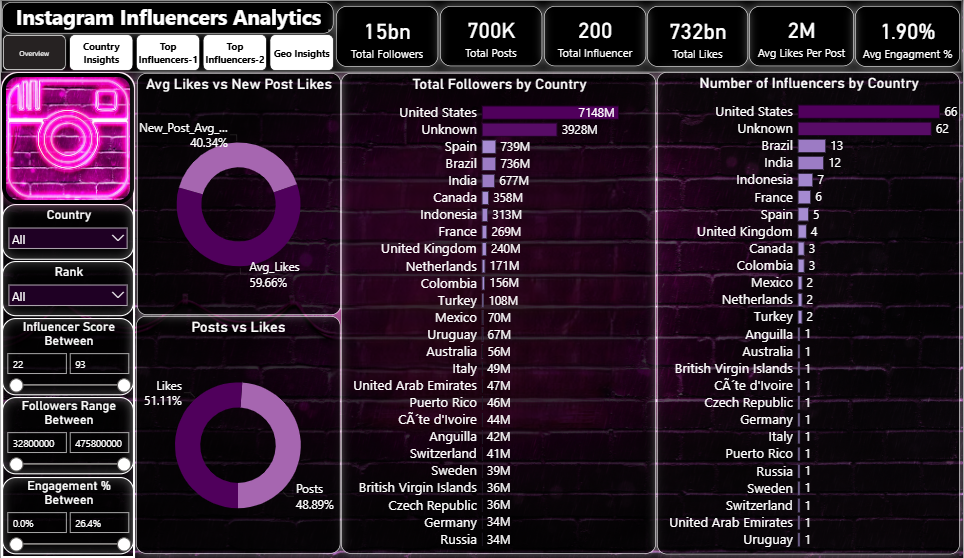 Instagram Influencers Analytics
Overview
Country
Insights
Top
Influencers-1
Top
Influencers-2
Geo Insights
15bn
Total Followers
700K
Total Posts
200
Total Influencer
732bn
Total Likes
2M
Avg Likes Per Post
1.90%
Avg Engagment %
Country
All
Rank
All
Influencer Score
Between
22 93
Followers Range
Between
32800000 475800000
Engagement %
Between
0.0% 26.4%
Avg Likes vs New Post Likes
New_Post_Avg_...
40.34%
Avg_Likes
59.66%
Posts vs Likes
Likes
51.11%
Posts
48.89%
Total Followers by Country
United States 7148M
Unknown 3928M
Spain 739M
Brazil 736M
India 677M
Canada 358M
Indonesia 313M
France 269M
United Kingdom 240M
Netherlands 171M
Colombia 156M
Turkey 108M
Mexico 70M
Uruguay 67M
Australia 56M
Italy 49M
United Arab Emirates 47M
Puerto Rico 46M
CÃ´te d'Ivoire 44M
Anguilla 42M
Switzerland 41M
Sweden 39M
British Virgin Islands 36M
Czech Republic 36M
Germany 34M
Russia 34M
Number of Influencers by Country
United States 66
Unknown 62
Brazil 13
India 12
Indonesia 7
France 6
Spain 5
United Kingdom 4
Canada 3
Colombia 3
Mexico 2
Netherlands 2
Turkey 2
Anguilla 1
Australia 1
British Virgin Islands 1
CÃ´te d'Ivoire 1
Czech Republic 1
Germany 1
Italy 1
Puerto Rico 1
Russia 1
Sweden 1
Switzerland 1
United Arab Emirates 1
Uruguay 1